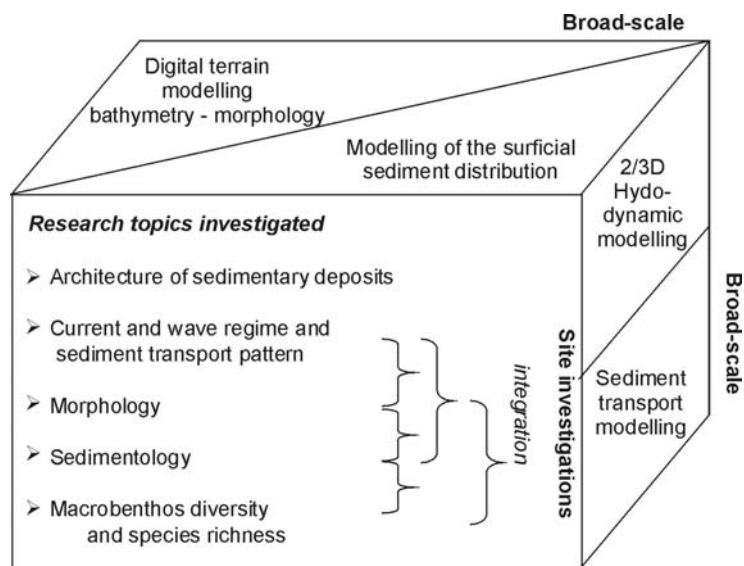 Broad-scale
Digital terrain
modelling
bathymetry - morphology
Modelling of the surficial
sediment distribution
2/3D
Hydo-
dynamic
modelling
Research topics investigated
➢ Architecture of sedimentary deposits
➢ Current and wave regime and
sediment transport pattern
➢ Morphology
➢ Sedimentology
➢ Macrobenthos diversity
and species richness
integration
Site investigations
Sediment
transport
modelling
Broad-scale